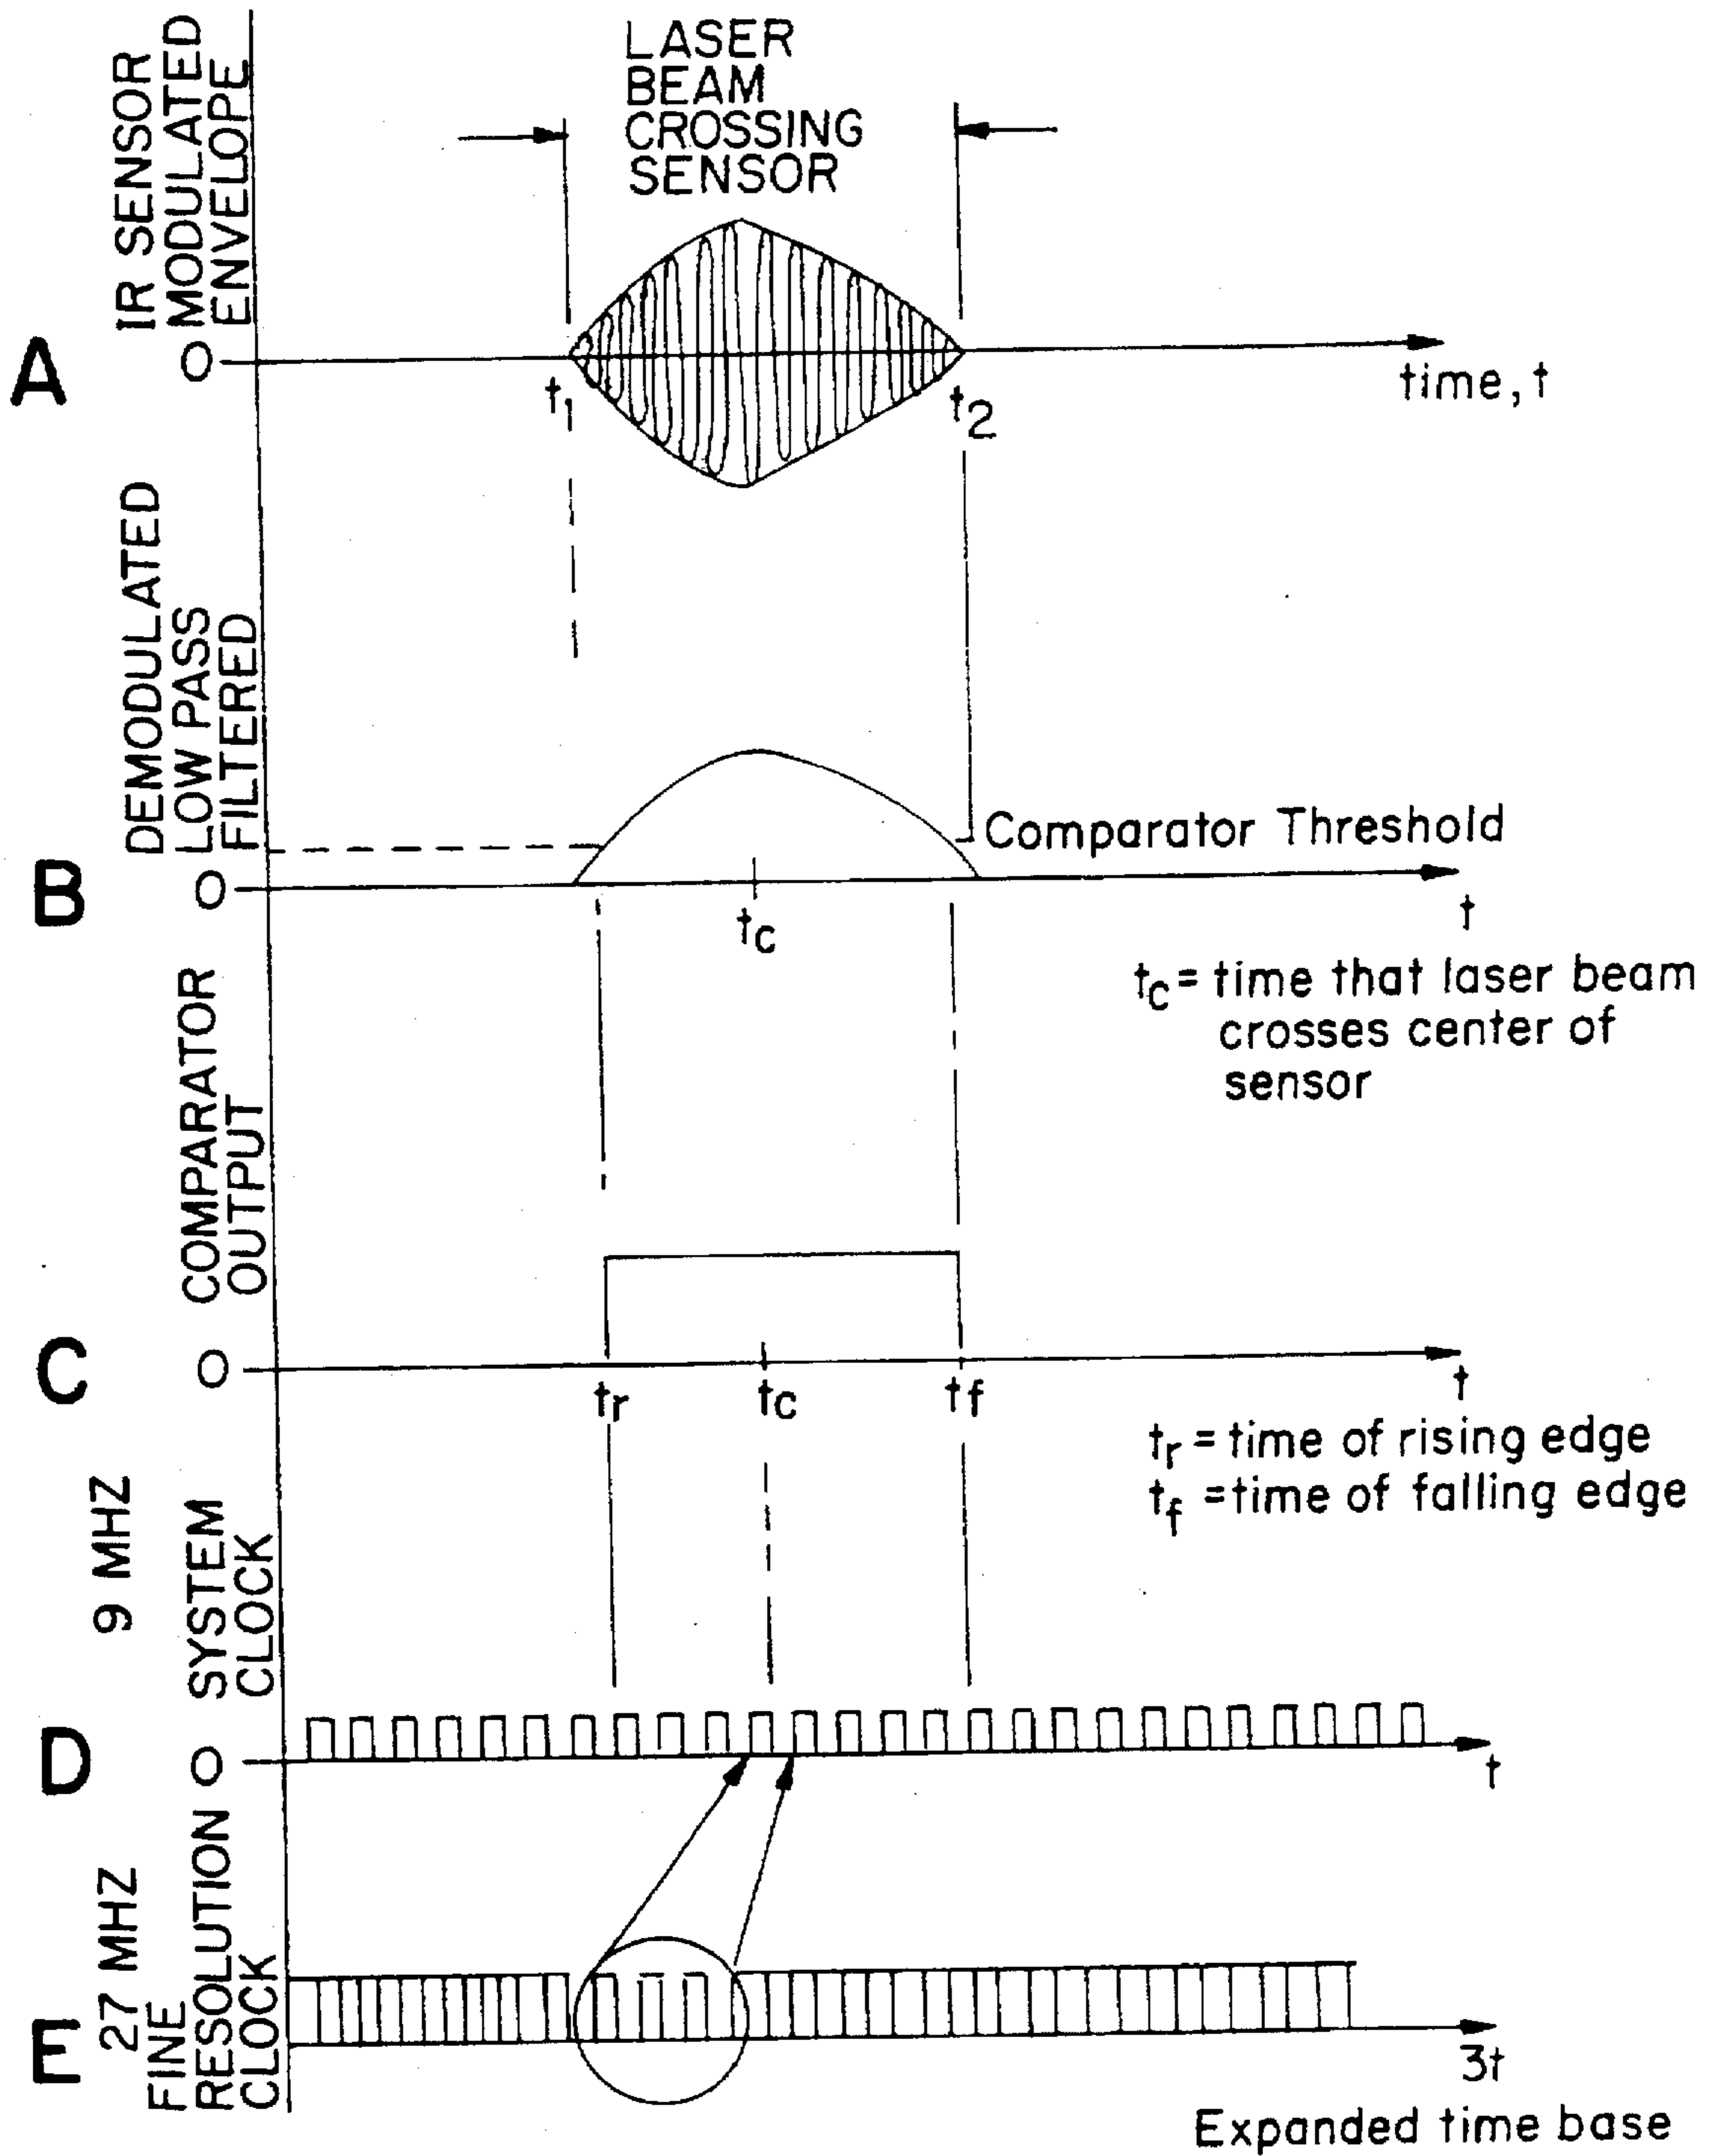 IR SENSOR
MODULATED
ENVELOPE
LASER
BEAM
CROSSING
SENSOR
A
O
t1
t2
time, t
DEMODULATED
LOW PASS
FILTERED
Comparator Threshold
B
O
tc
t
tc = time that laser beam
crosses center of
sensor
COMPARATOR
OUTPUT
C
O
tr
tc
tf
t
tr = time of rising edge
tf = time of falling edge
9 MHZ
SYSTEM
CLOCK
D
O
t
27 MHZ
FINE
RESOLUTION
CLOCK
O
E
3t
Expanded time base